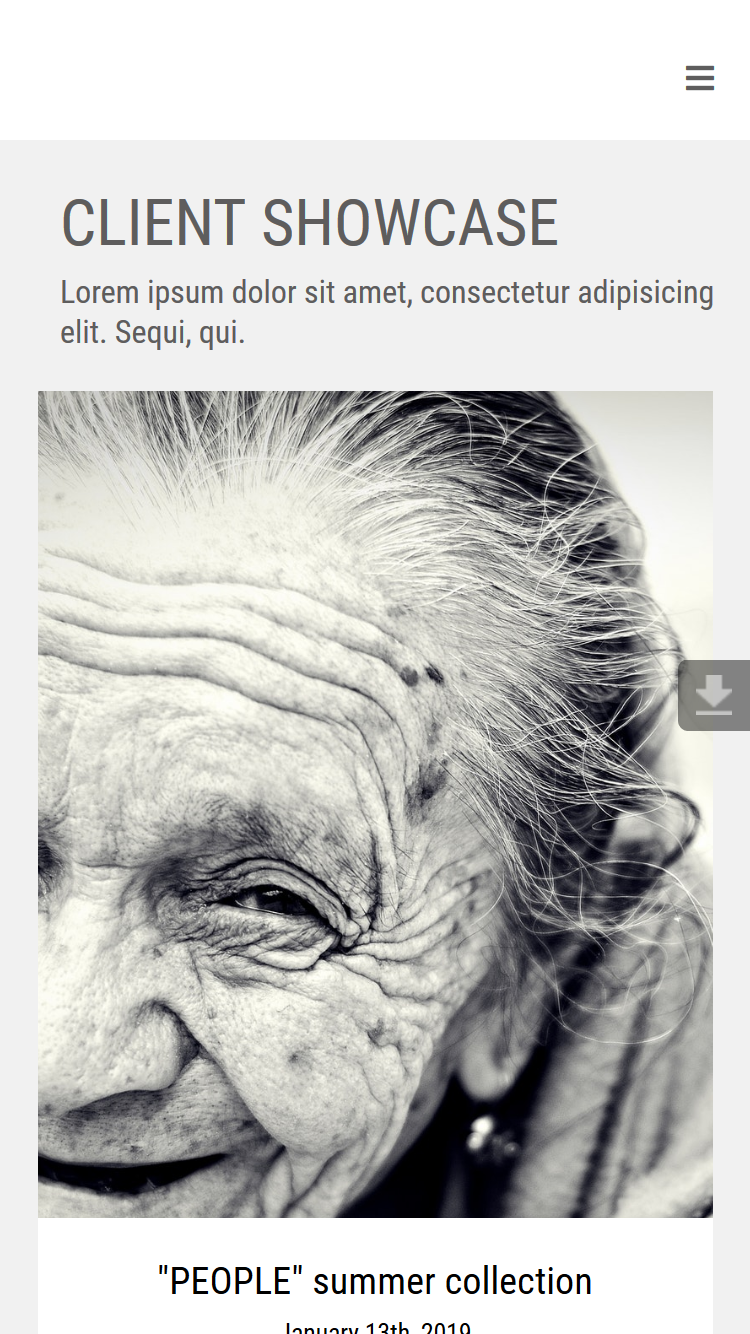 CLIENT SHOWCASE
Lorem ipsum dolor sit amet, consectetur adipisicing
elit. Sequi, qui.
"PEOPLE" summer collection
January 13th, 2019